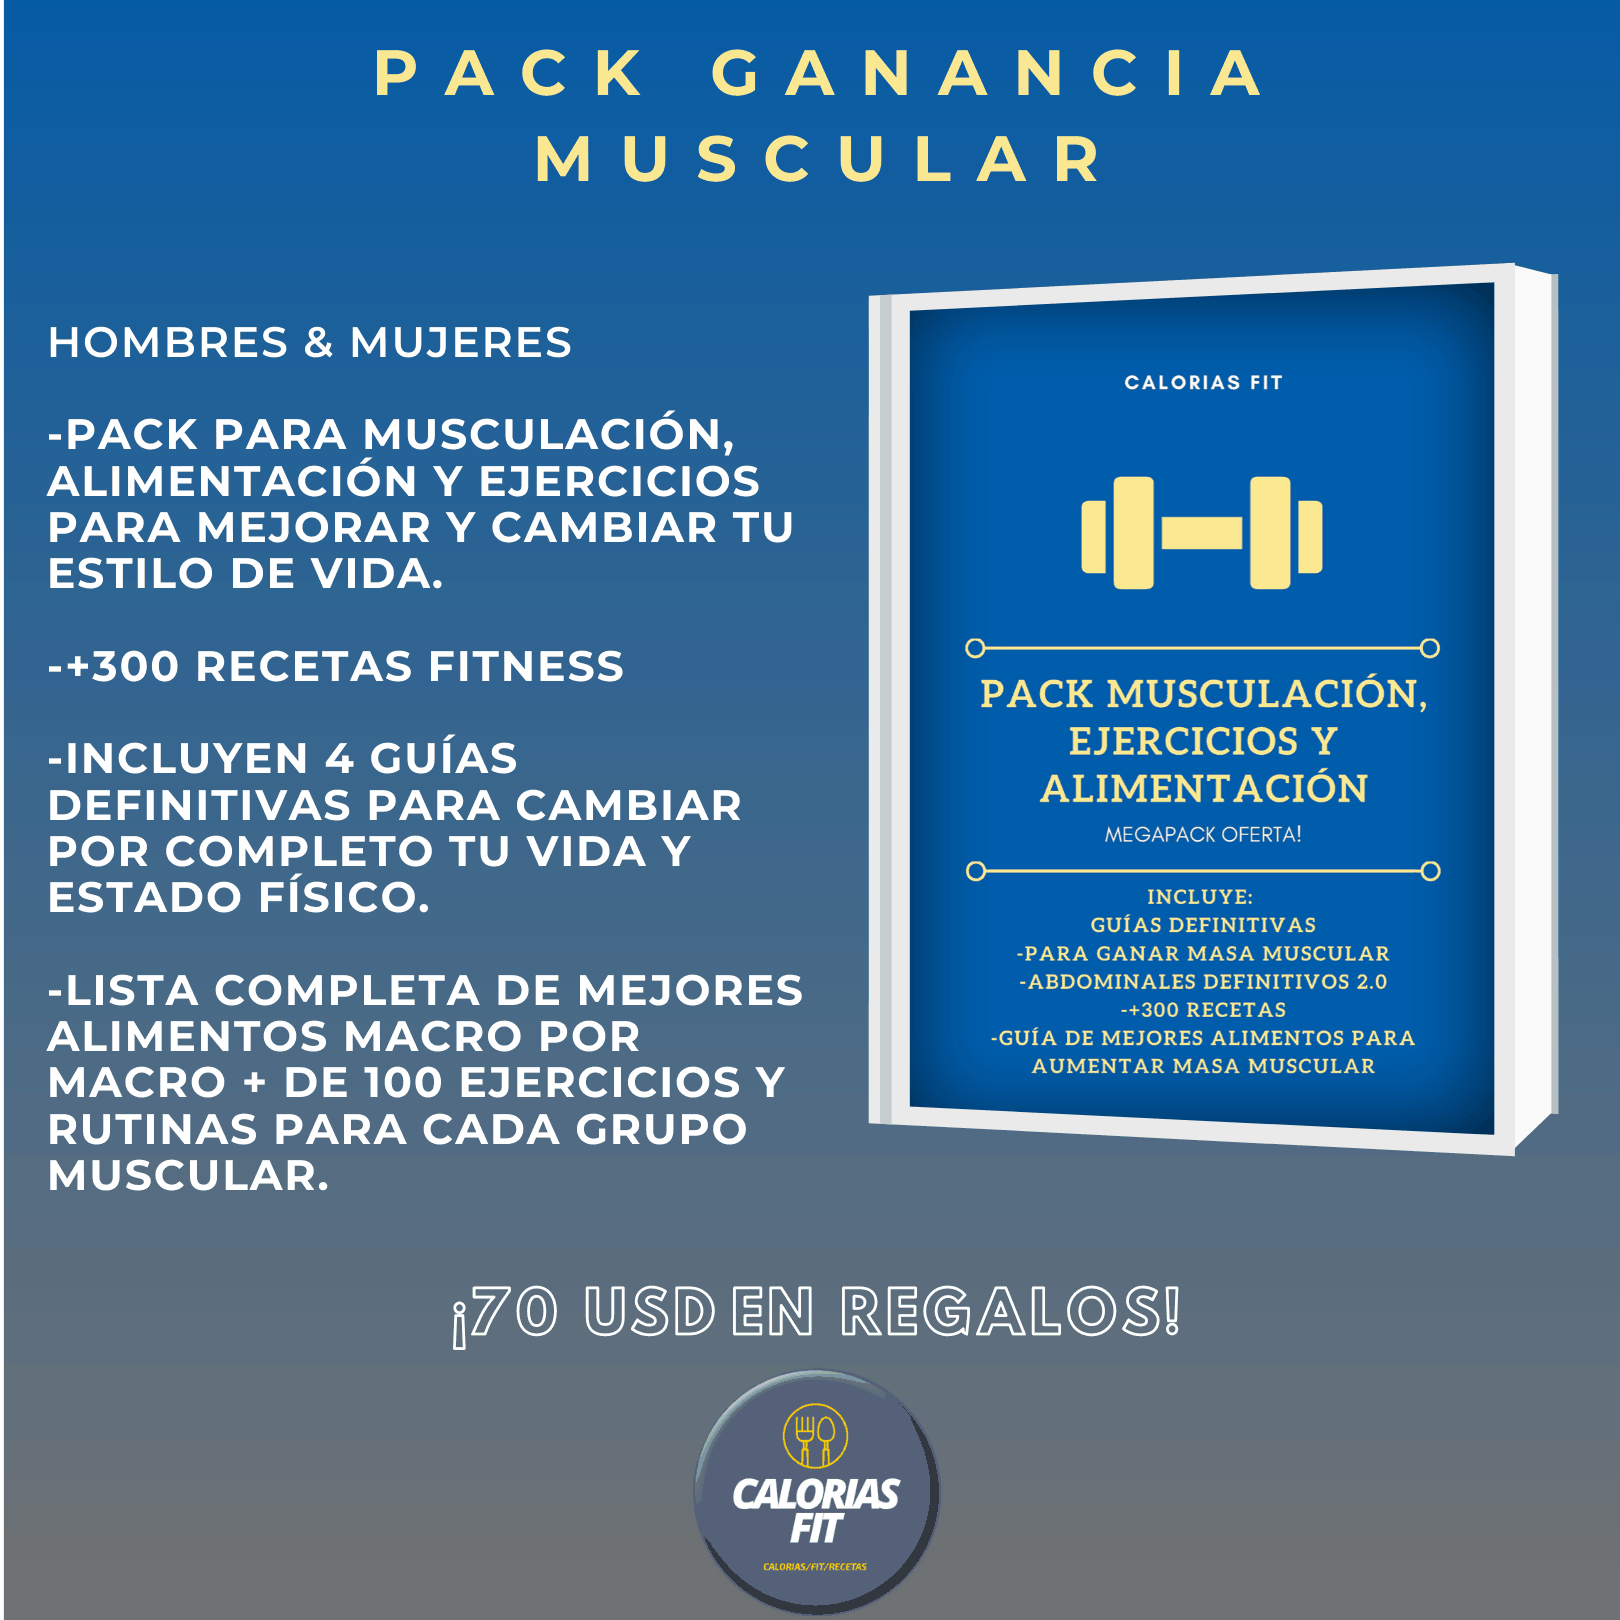 PACK GANANCIA
MUSCULAR
HOMBRES & MUJERES
-PACK PARA MUSCULACIÓN,
ALIMENTACIÓN Y EJERCICIOS
PARA MEJORAR Y CAMBIAR TU
ESTILO DE VIDA.
-+300 RECETAS FITNESS
-INCLUYEN 4 GUÍAS
DEFINITIVAS PARA CAMBIAR
POR COMPLETO TU VIDA Y
ESTADO FÍSICO.
-LISTA COMPLETA DE MEJORES
ALIMENTOS MACRO POR
MACRO + DE 100 EJERCICIOS Y
RUTINAS PARA CADA GRUPO
MUSCULAR.
CALORIAS FIT
PACK MUSCULACIÓN,
EJERCICIOS Y
ALIMENTACIÓN
MEGAPACK OFERTA!
INCLUYE:
GUÍAS DEFINITIVAS
-PARA GANAR MASA MUSCULAR
-ABDOMINALES DEFINITIVOS 2.0
-+300 RECETAS
-GUÍA DE MEJORES ALIMENTOS PARA
AUMENTAR MASA MUSCULAR
¡70 USD EN REGALOS!
CALORIAS
FIT
CALORIAS/FIT/RECETAS